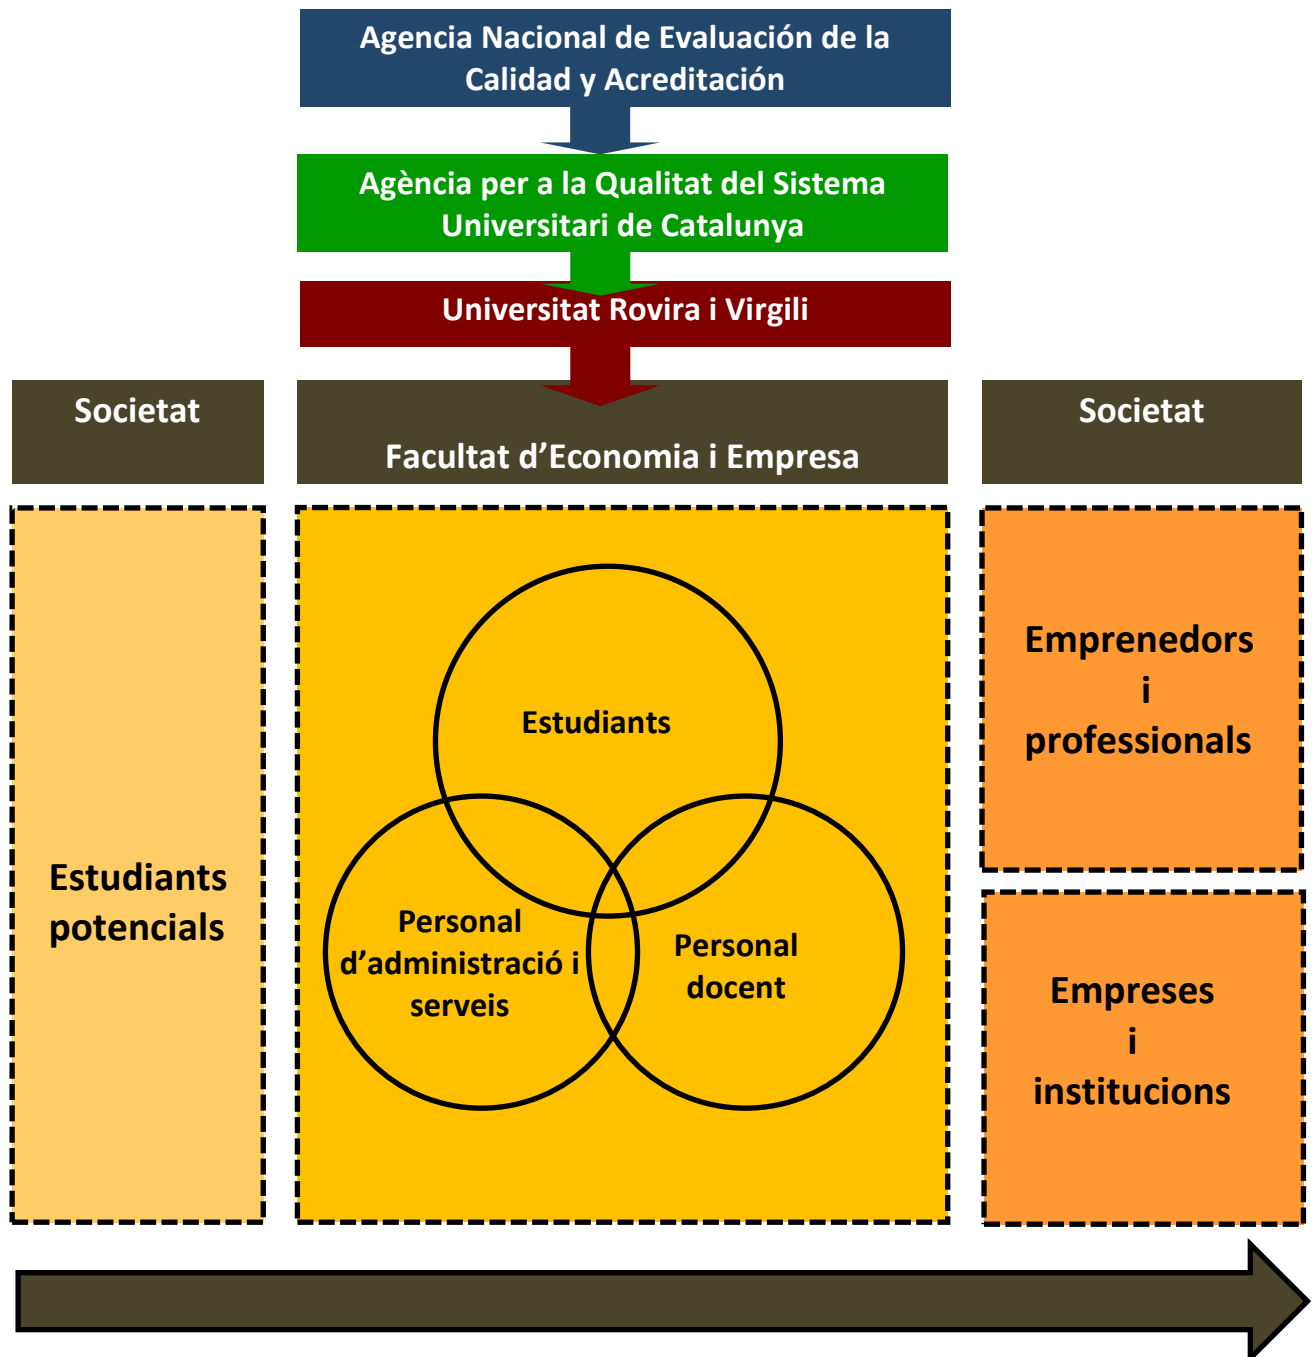 Agencia Nacional de Evaluación de la
Calidad y Acreditación
Agència per a la Qualitat del Sistema
Universitari de Catalunya
Universitat Rovira i Virgili
Societat
Facultat d’Economia i Empresa
Societat
Estudiants
potencials
Estudiants
Personal
d’administració i
serveis
Personal
docent
Emprenedors
i
professionals
Empreses
i
institucions